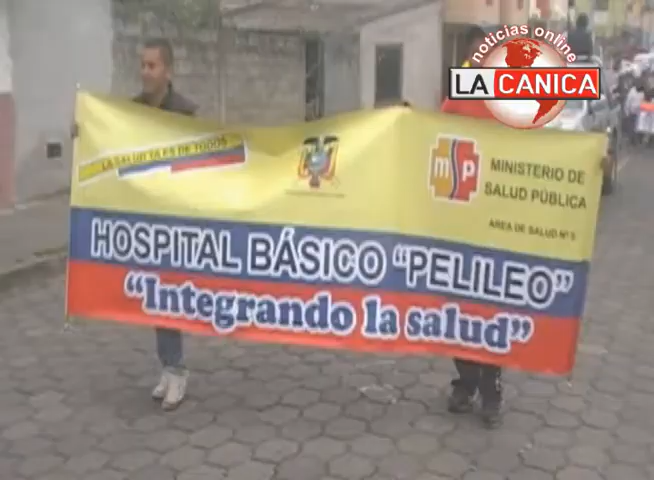 noticias online
LA CANICA
LA SALUD YA ES DE TODOS
msp
MINISTERIO DE
SALUD PÚBLICA
AREA DE SALUD Nº 5
HOSPITAL BÁSICO "PELILEO"
"Integrando la salud"